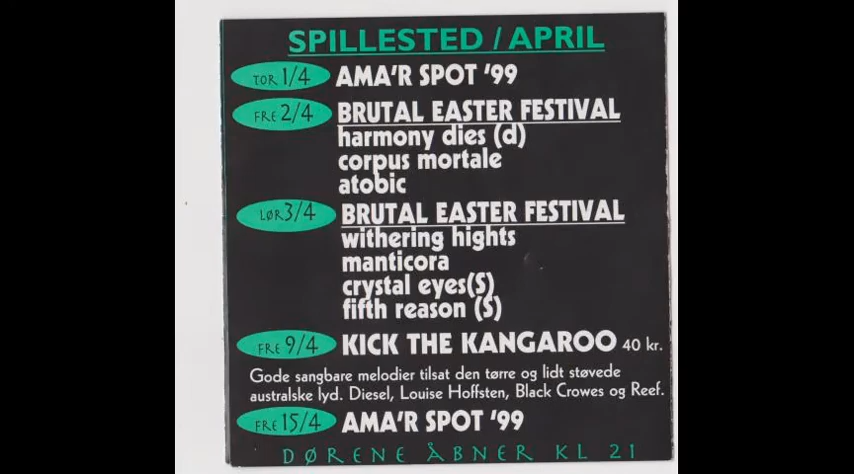 SPILLESTED / APRIL
TOR 1/4 AMA'R SPOT '99
FRE 2/4 BRUTAL EASTER FESTIVAL
harmony dies (d)
corpus mortale
atobic
LØR 3/4 BRUTAL EASTER FESTIVAL
withering hights
manticora
crystal eyes(S)
fifth reason (S)
FRE 9/4 KICK THE KANGAROO 40 kr.
Gode sangbare melodier tilsat den tørre og lidt støvede
australske lyd. Diesel, Louise Hoffsten, Black Crowes og Reef.
FRE 15/4 AMA'R SPOT '99
DØRENE ÅBNER KL 21